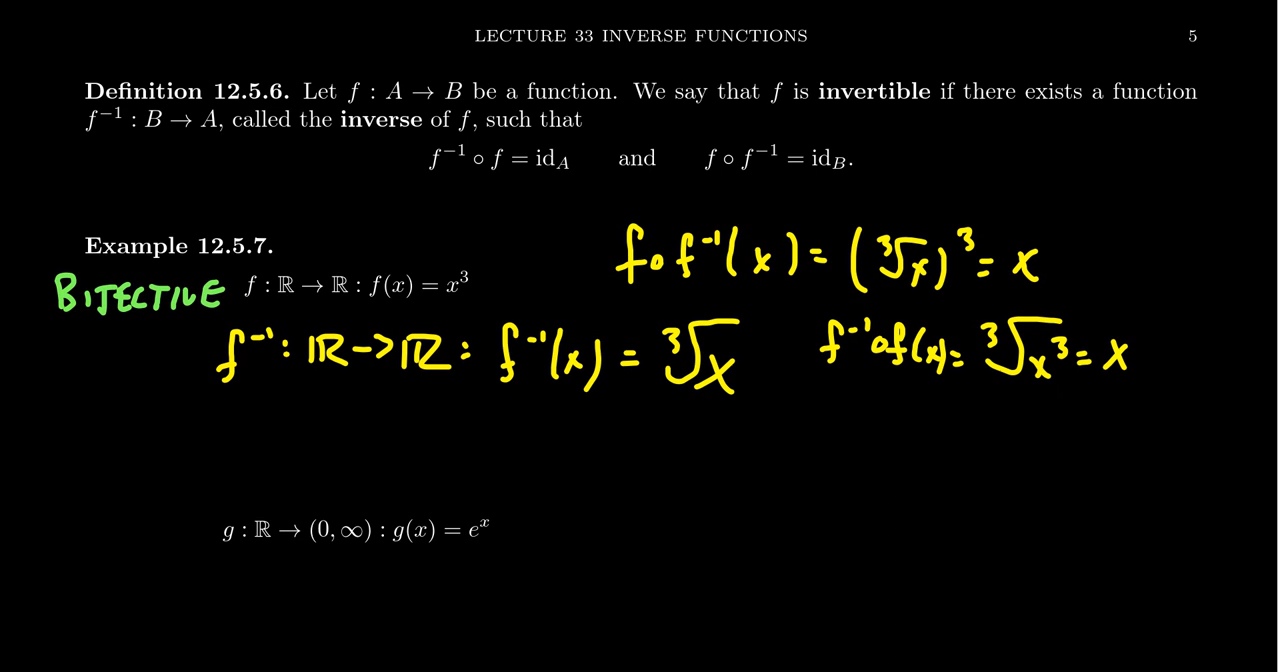 LECTURE 33 INVERSE FUNCTIONS 5
Definition 12.5.6. Let f : A → B be a function. We say that f is invertible if there exists a function
f⁻¹ : B → A, called the inverse of f, such that
f⁻¹ ∘ f = id_A and f ∘ f⁻¹ = id_B.
Example 12.5.7.
f∘f⁻¹(x) = (∛x)³ = x
BIJECTIVE f : ℝ → ℝ : f(x) = x³
f⁻¹: ℝ → ℝ : f⁻¹(x) = ∛x f⁻¹∘f(x) = ∛x³ = x
g : ℝ → (0, ∞) : g(x) = eˣ